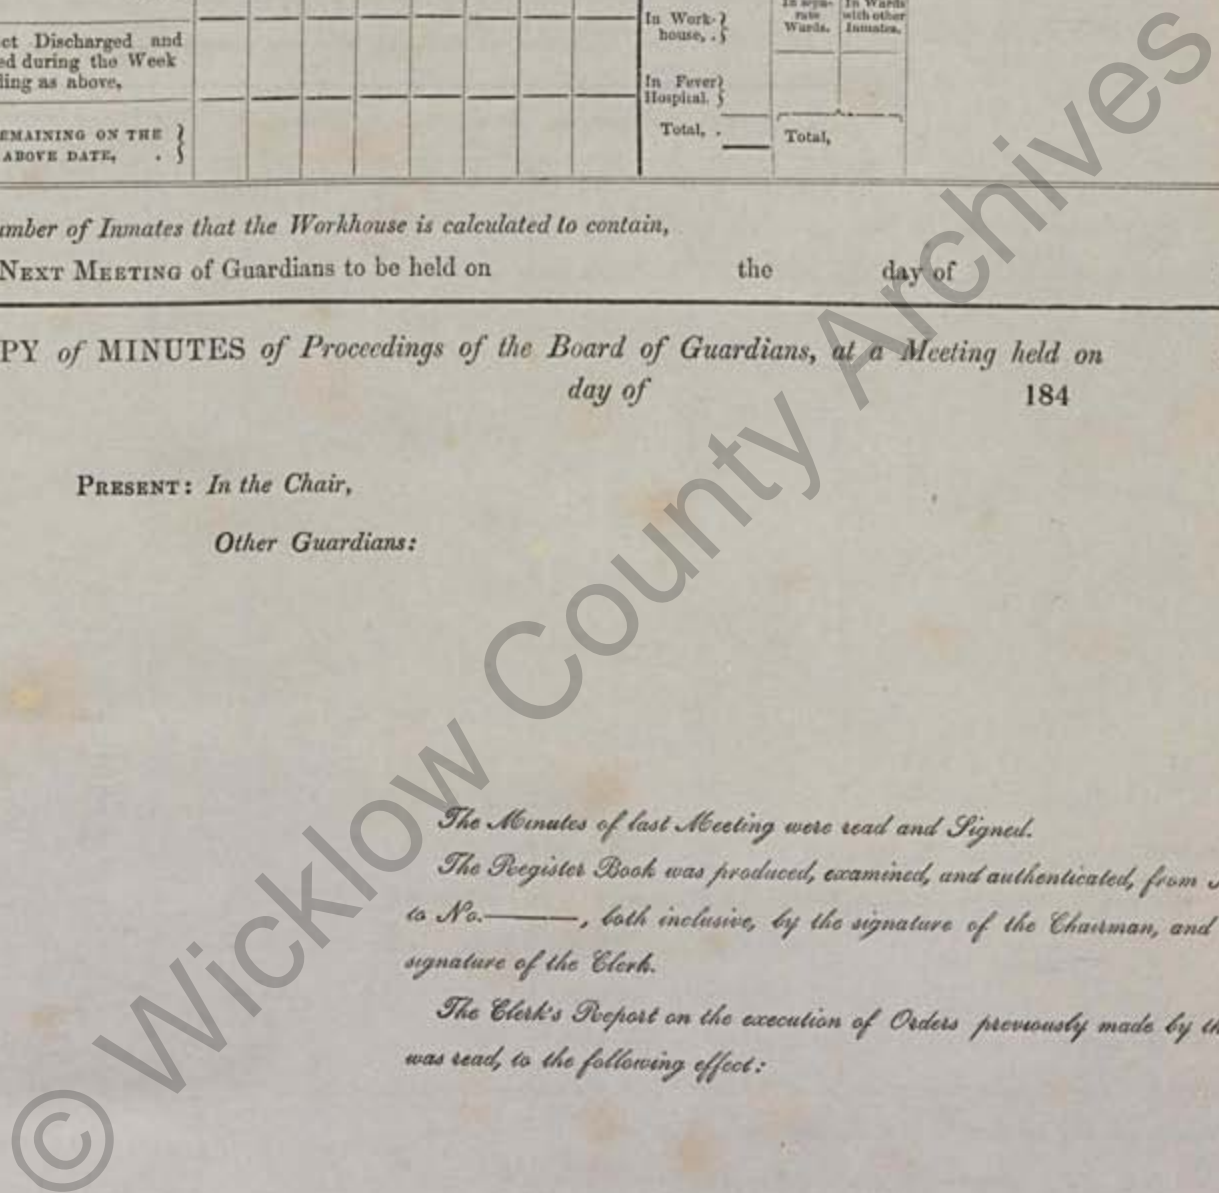 In Work-
house, .
In sepa-
rate
Wards.
In Wards
with other
Inmates.
ct Discharged and
ed during the Week
ling as above,
In Fever
Hospital.
Total, .
Total,
EMAINING ON THE
ABOVE DATE, .
umber of Inmates that the Workhouse is calculated to contain,
NEXT MEETING of Guardians to be held on the day of
PY of MINUTES of Proceedings of the Board of Guardians, at a Meeting held on
day of 184
PRESENT: In the Chair,
Other Guardians:
The Minutes of last Meeting were read and Signed.
The Register Book was produced, examined, and authenticated, from
to No.———, both inclusive, by the signature of the Chairman, and
signature of the Clerk.
The Clerk's Report on the execution of Orders previously made by th
was read, to the following effect:
© Wicklow County Archives